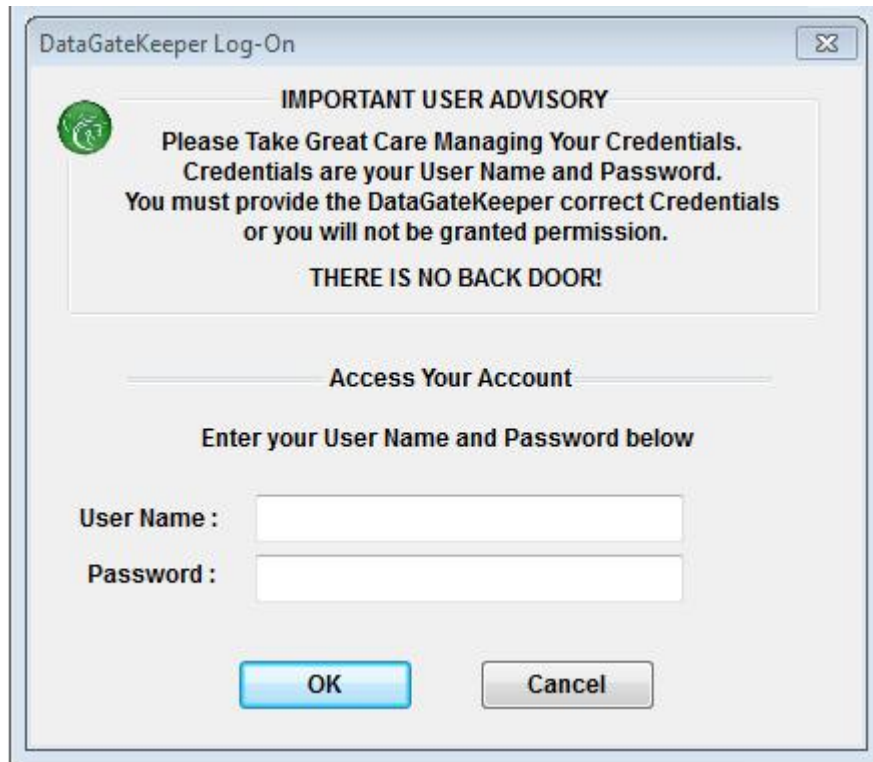 DataGateKeeper Log-On
IMPORTANT USER ADVISORY
Please Take Great Care Managing Your Credentials.
Credentials are your User Name and Password.
You must provide the DataGateKeeper correct Credentials
or you will not be granted permission.
THERE IS NO BACK DOOR!
Access Your Account
Enter your User Name and Password below
User Name :
Password :
OK Cancel